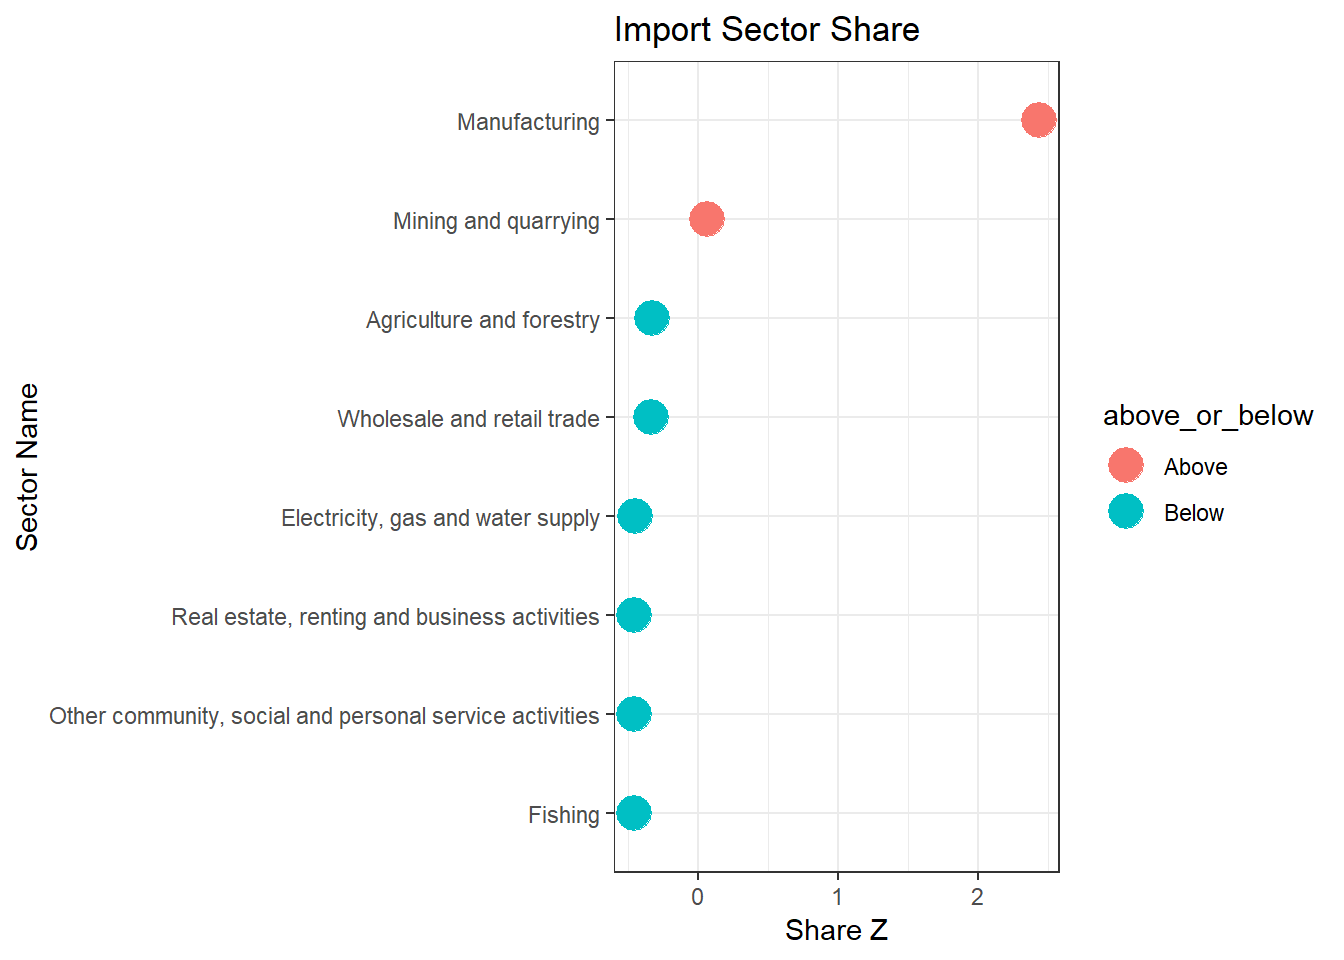 Import Sector Share
Manufacturing
Mining and quarrying
Agriculture and forestry
Wholesale and retail trade
Electricity, gas and water supply
Real estate, renting and business activities
Other community, social and personal service activities
Fishing
Sector Name
0 1 2
Share Z
above_or_below
Above
Below